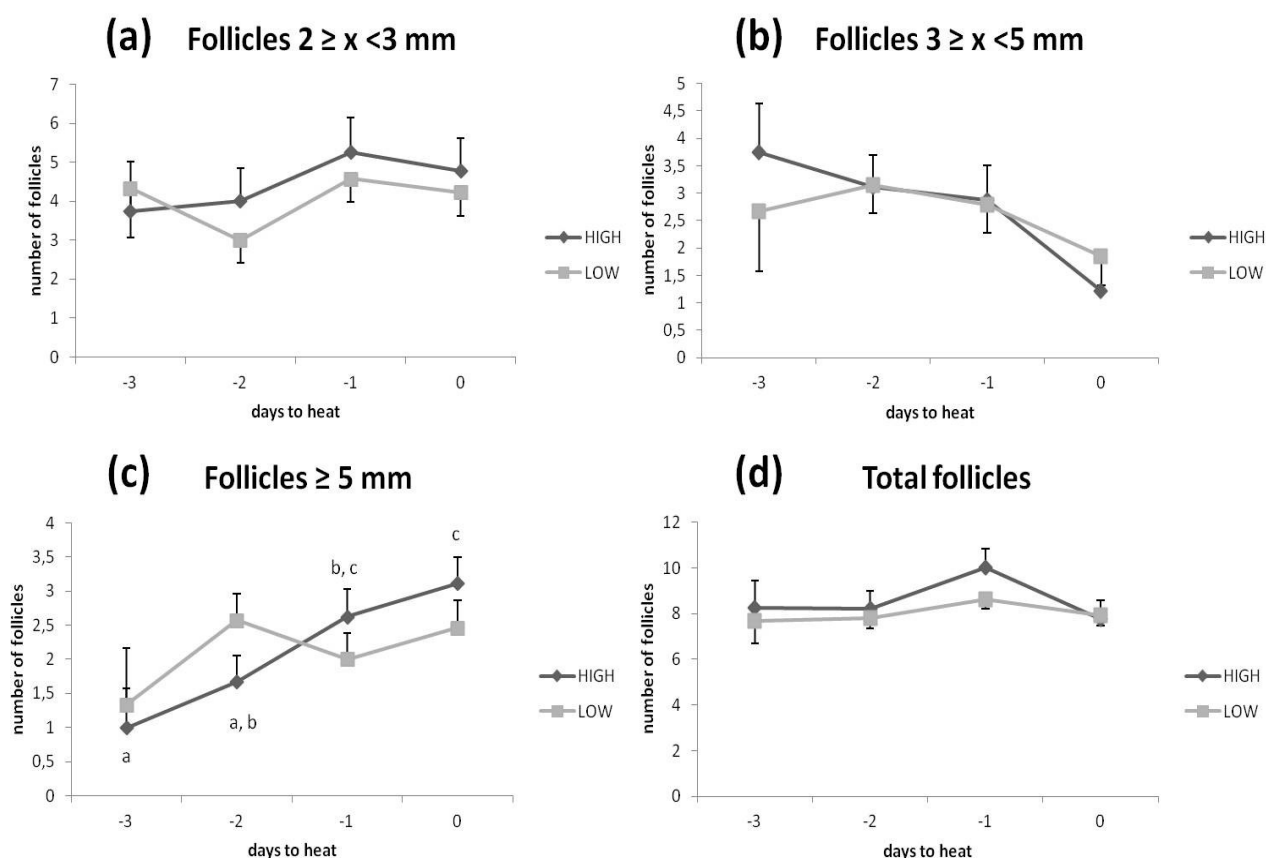 (a) Follicles 2 ≥ x <3 mm
number of follicles
7
6
5
4
3
2
1
0
-3 -2 -1 0
days to heat
HIGH
LOW
(b) Follicles 3 ≥ x <5 mm
number of follicles
5
4,5
4
3,5
3
2,5
2
1,5
1
0,5
0
-3 -2 -1 0
days to heat
HIGH
LOW
(c) Follicles ≥ 5 mm
number of follicles
4
3,5
3
2,5
2
1,5
1
0,5
0
a
a, b
b, c
c
-3 -2 -1 0
days to heat
HIGH
LOW
(d) Total follicles
number of follicles
12
10
8
6
4
2
0
-3 -2 -1 0
days to heat
HIGH
LOW